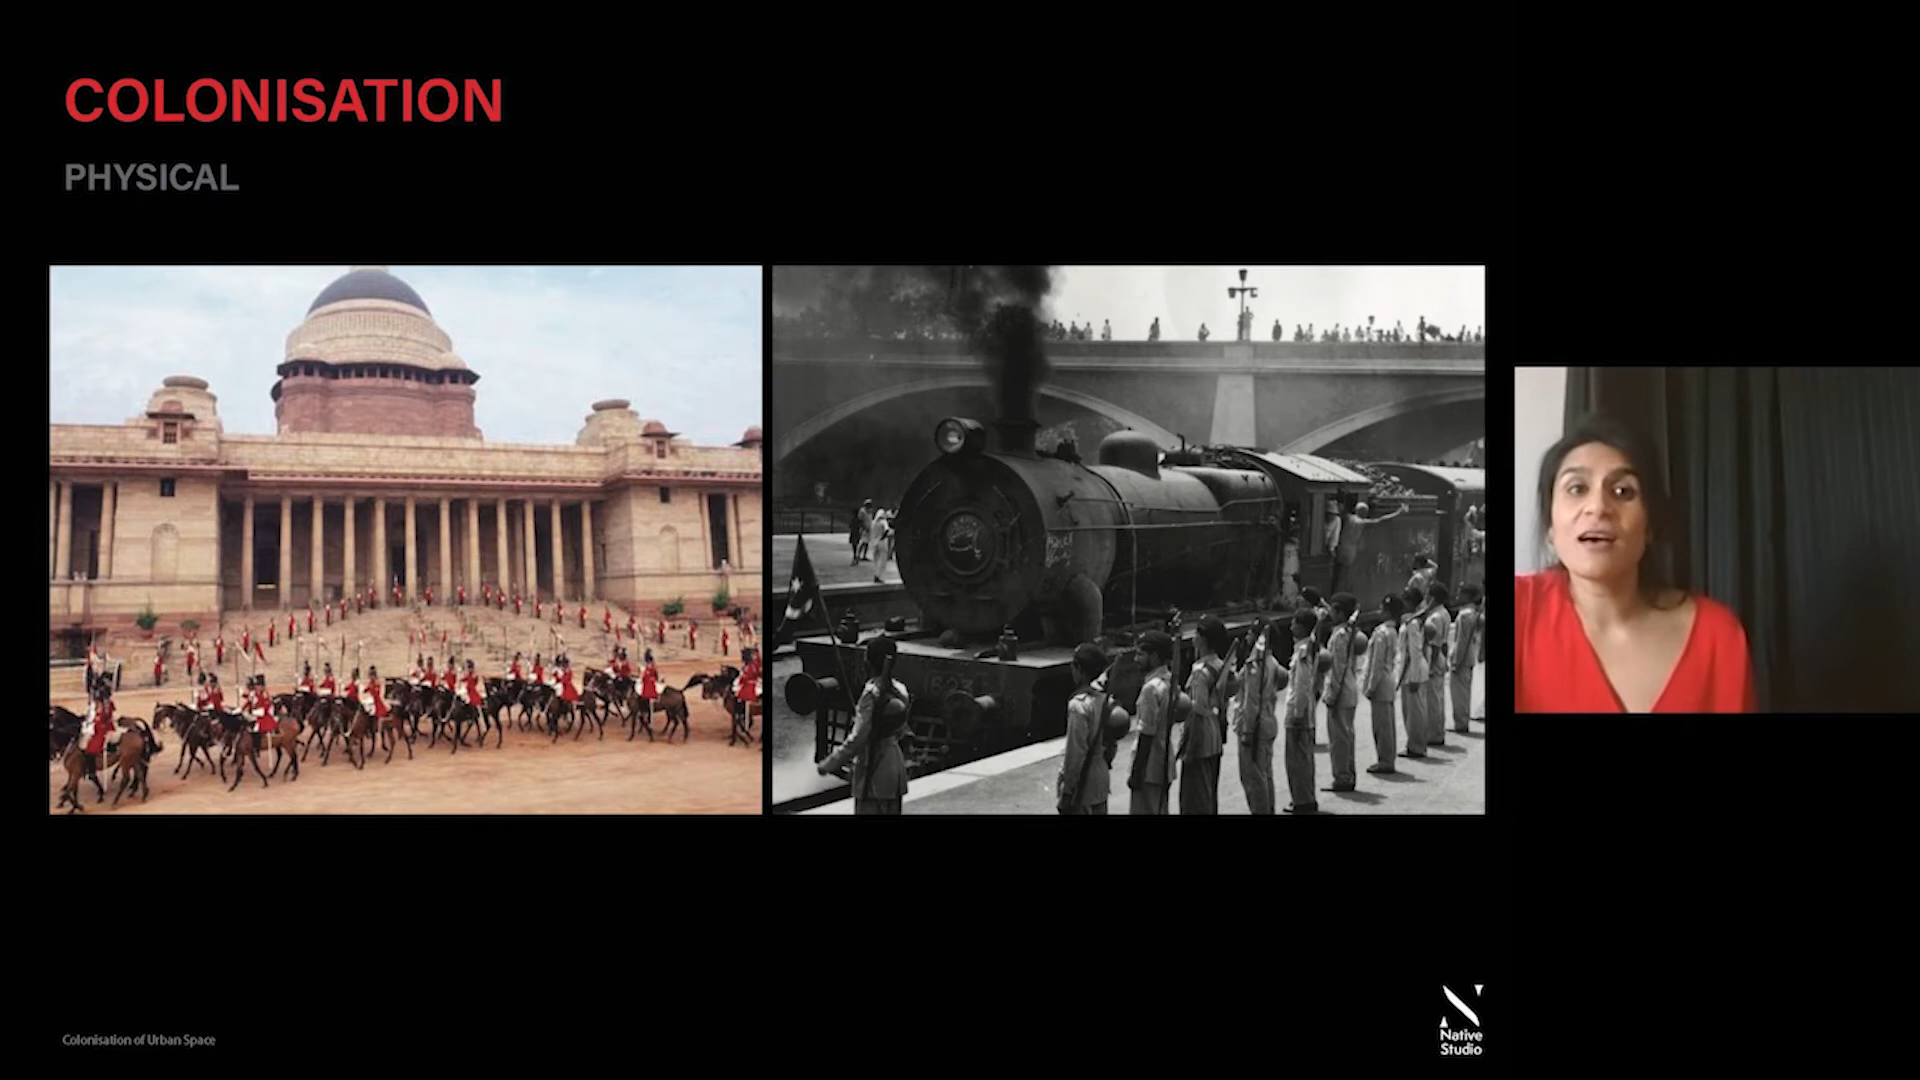 COLONISATION
PHYSICAL
Colonisation of Urban Space
Native
Studio